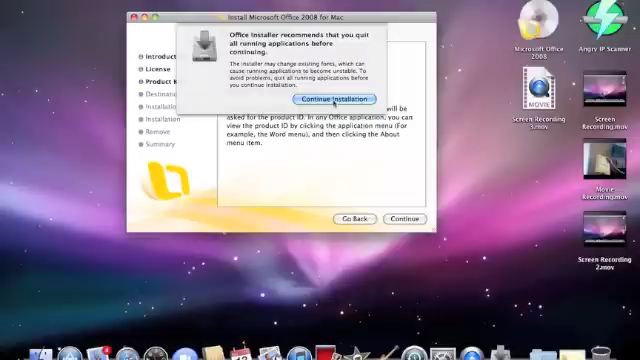 Install Microsoft Office 2008 for Mac
Office Installer recommends that you quit
all running applications before
continuing.
The installer may change existing fonts, which can
cause running applications to become unstable. To
avoid problems, quit all running applications before
you continue installation.
Continue Installation
Introduct
License
Product K
Destinatio
Installation
Installation
Remove
Summary
will be
asked for the product ID. In any Office application, you can
view the product ID by clicking the application menu (For
example, the Word menu), and then clicking the About
menu item.
Go Back
Continue
Microsoft Office
2008
Angry IP Scanner
MOVIE
Screen Recording
3.mov
Screen
Recording.mov
Movie
Recording.mov
Screen Recording
2.mov